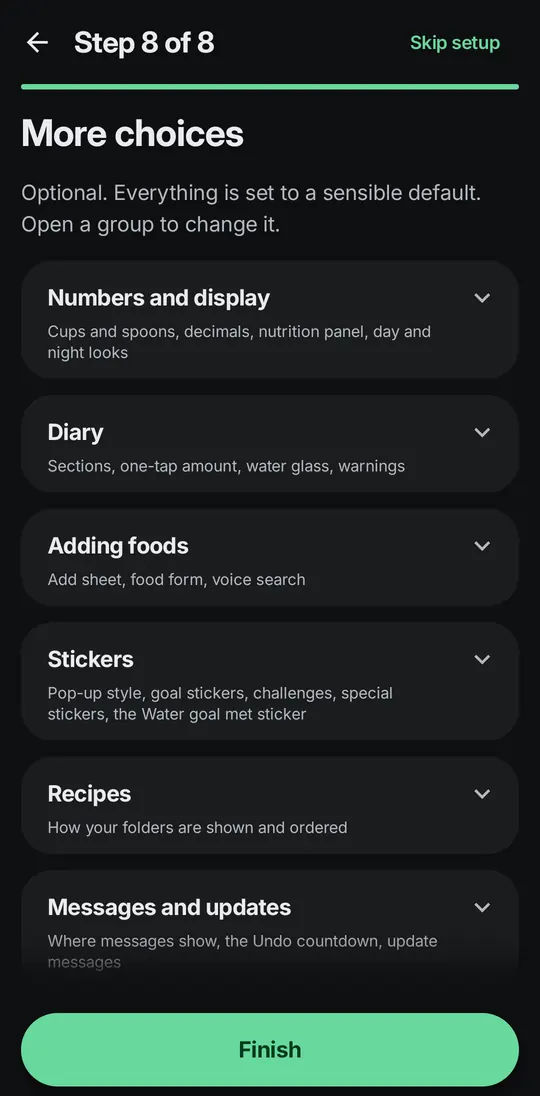 Step 8 of 8
Skip setup
More choices
Optional. Everything is set to a sensible default.
Open a group to change it.
Numbers and display
Cups and spoons, decimals, nutrition panel, day and
night looks
Diary
Sections, one-tap amount, water glass, warnings
Adding foods
Add sheet, food form, voice search
Stickers
Pop-up style, goal stickers, challenges, special
stickers, the Water goal met sticker
Recipes
How your folders are shown and ordered
Messages and updates
Where messages show, the Undo countdown, update
messages
Finish